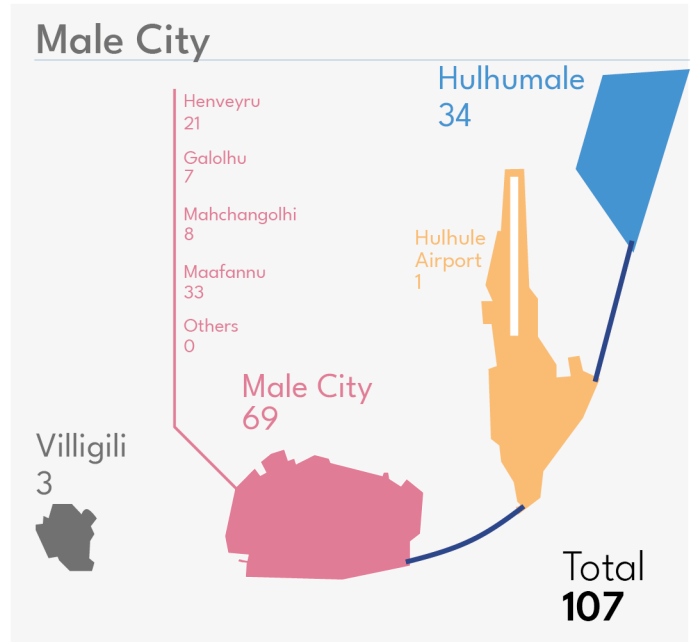 Male City
Hulhumale
34
Henveyru
21
Galolhu
7
Mahchangolhi
8
Maafannu
33
Others
0
Hulhule
Airport
1
Male City
69
Villigili
3
Total
107